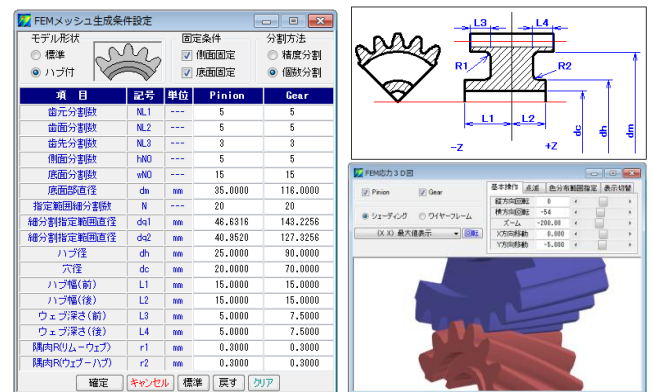 FEMメッシュ生成条件設定
モデル形状
固定条件
分割方法
標準
ハブ付
側面固定
底面固定
精度分割
個数分割
項 目 記号 単位 Pinion Gear
歯元分割数 NL1 --- 5 5
歯面分割数 NL2 --- 5 5
歯先分割数 NL3 --- 3 3
側面分割数 hNO --- 5 5
底面分割数 wNO --- 15 15
底面部直径 dm mm 35.0000 116.0000
指定範囲細分割数 N --- 20 20
細分割指定範囲直径 dq1 mm 46.6316 143.2256
細分割指定範囲直径 dq2 mm 40.9520 127.3256
ハブ径 dh mm 25.0000 90.0000
穴径 dc mm 20.0000 70.0000
ハブ幅(前) L1 mm 15.0000 15.0000
ハブ幅(後) L2 mm 15.0000 15.0000
ウェブ深さ(前) L3 mm 5.0000 7.5000
ウェブ深さ(後) L4 mm 5.0000 7.5000
隅肉R(リム－ウェブ) r1 mm 0.3000 0.3000
隅肉R(ウェブ－ハブ) r2 mm 0.3000 0.3000
確定 キャンセル 標準 戻す クリア
L3 L4
R1 R2
L1 L2
dc dh dm
-Z +Z
FEM応力3D図
Pinion Gear
シェーディング ワイヤーフレーム
(X X) 最大値表示 回転
基本操作 点滅 色分布範囲指定 表示切替
縦方向回転 0
横方向回転 -54
ズーム -200.00
X方向移動 0.000
Y方向移動 -5.000